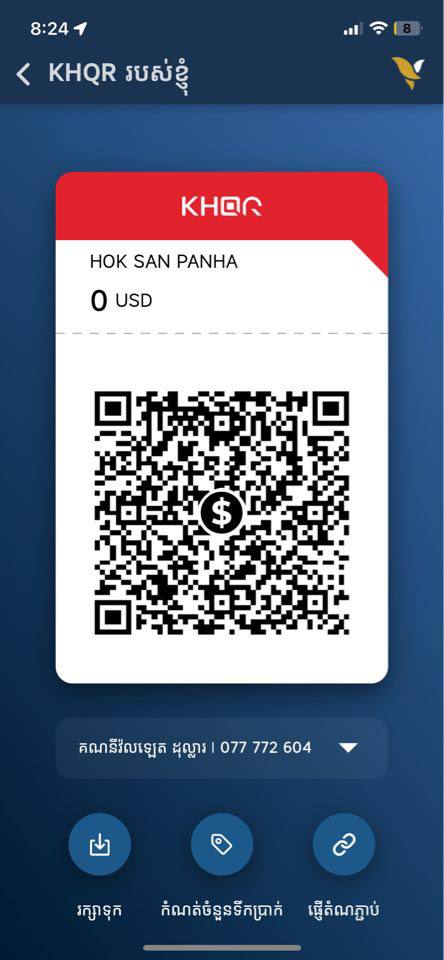 8:24
8
KHQR របស់ខ្ញុំ
KHQR
HOK SAN PANHA
0 USD
$
គណនីវ៉លឡេត ដុល្លារ | 077 772 604
រក្សាទុក
កំណត់ចំនួនទឹកប្រាក់
ផ្ញើតំណភ្ជាប់